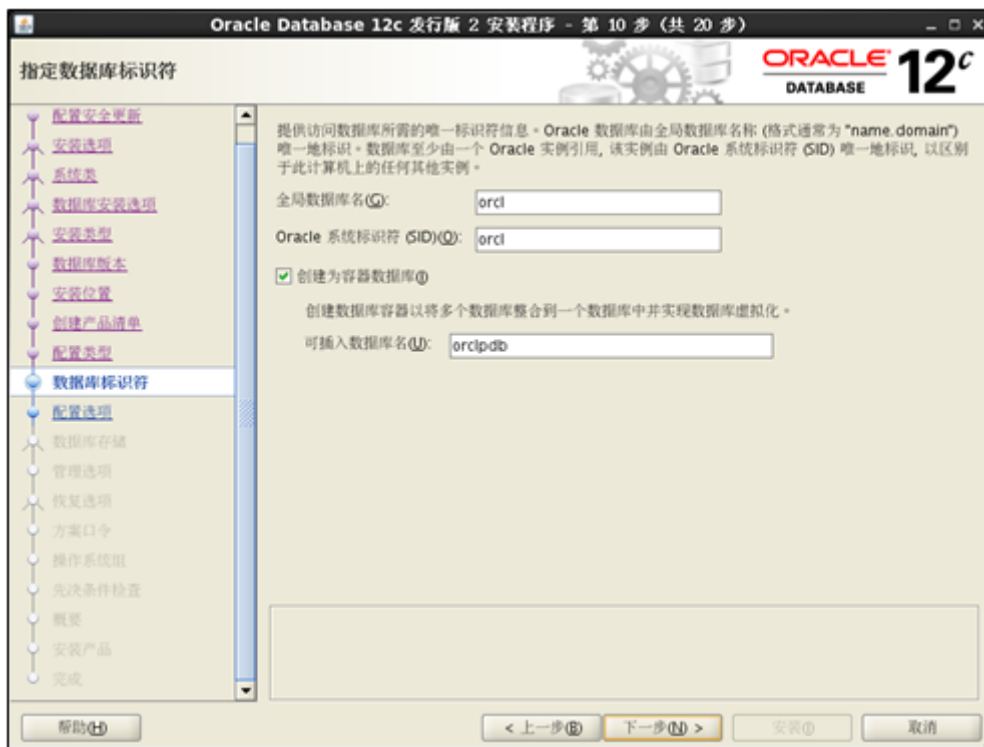 Oracle Database 12c 发行版 2 安装程序 - 第 10 步 (共 20 步)
指定数据库标识符
ORACLE
DATABASE
12c
配置安全更新
安装选项
系统类
数据库安装选项
安装类型
数据库版本
安装位置
创建产品清单
配置类型
数据库标识符
配置选项
数据库存储
管理选项
恢复选项
方案口令
操作系统组
先决条件检查
概要
安装产品
完成
提供访问数据库所需的唯一标识符信息。Oracle 数据库由全局数据库名称 (格式通常为 "name.domain")
唯一地标识。数据库至少由一个 Oracle 实例引用, 该实例由 Oracle 系统标识符 (SID) 唯一地标识, 以区别
于此计算机上的任何其他实例。
全局数据库名(G): orcl
Oracle 系统标识符 (SID)(O): orcl
创建为容器数据库(I)
创建数据库容器以将多个数据库整合到一个数据库中并实现数据库虚拟化。
可插入数据库名(U): orclpdb
帮助(H)
< 上一步(B)
下一步(N) >
安装(I)
取消